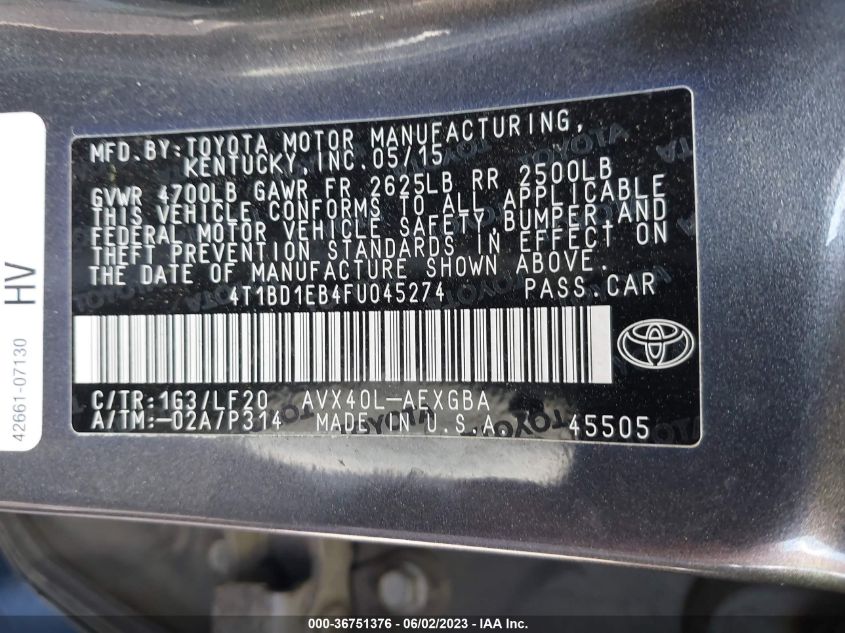 MFD.BY:TOYOTA MOTOR MANUFACTURING,
KENTUCKY,INC.05/15
GVWR 4700LB GAWR FR 2625LB RR 2500LB
THIS VEHICLE CONFORMS TO ALL APPLICABLE
FEDERAL MOTOR VEHICLE SAFETY,BUMPER,AND
THEFT PREVENTION STANDARDS IN EFFECT ON
THE DATE OF MANUFACTURE SHOWN ABOVE.
4T1BD1EB4FU045274 PASS.CAR
C/TR:1G3/LF20 AVX40L-AEXGBA
A/TM:-02A/P314 MADE IN U.S.A. 45505
42661-07130 HV
000-36751376 - 06/02/2023 - IAA Inc.